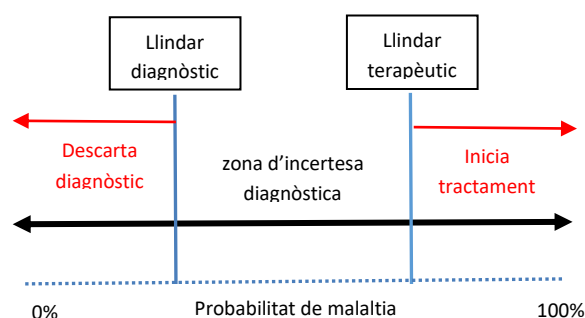 Llindar
diagnòstic
Llindar
terapèutic
Descarta
diagnòstic
zona d’incertesa
diagnòstica
Inicia
tractament
0%
Probabilitat de malaltia
100%